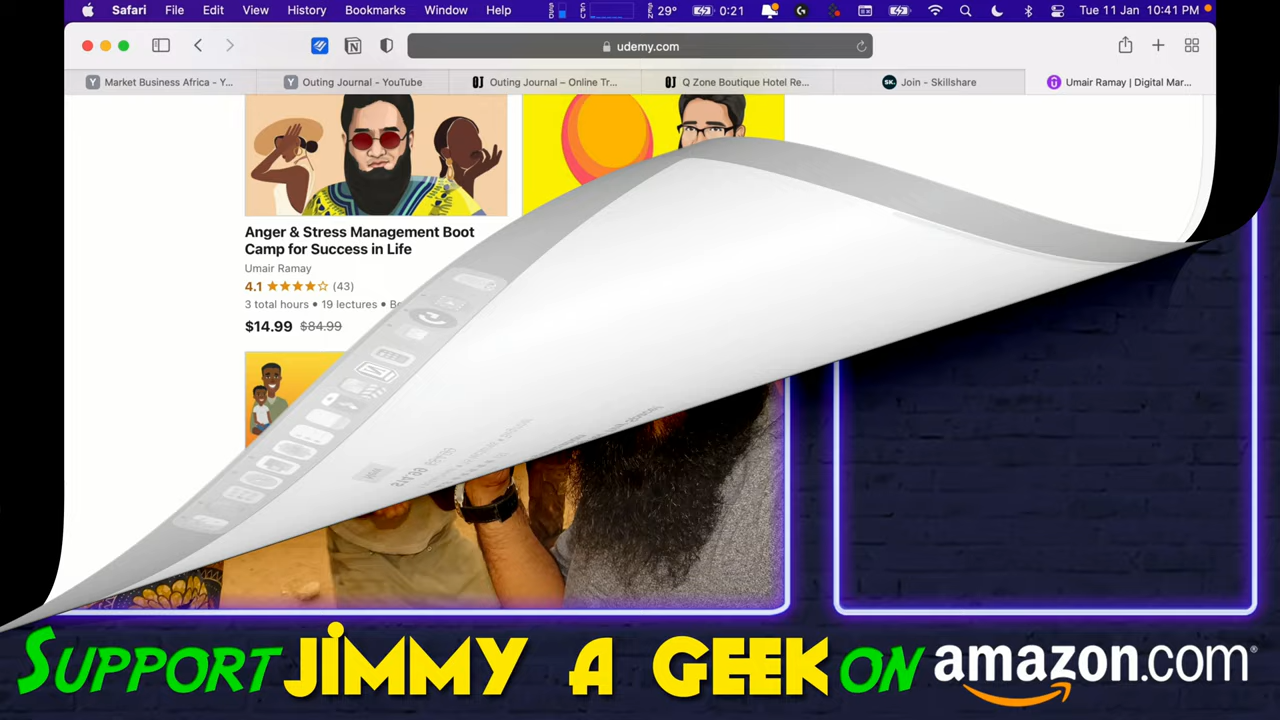 Safari File Edit View History Bookmarks Window Help 29° 0:21 Tue 11 Jan 10:41 PM
udemy.com
Market Business Africa - Y... Outing Journal - YouTube Outing Journal – Online Tr... Q Zone Boutique Hotel Re... Join - Skillshare Umair Ramay | Digital Mar...
Anger & Stress Management Boot
Camp for Success in Life
Umair Ramay
4.1 (43)
3 total hours • 19 lectures • Be
$14.99 $84.99
SUPPORT JIMMY A GEEK ON amazon.com